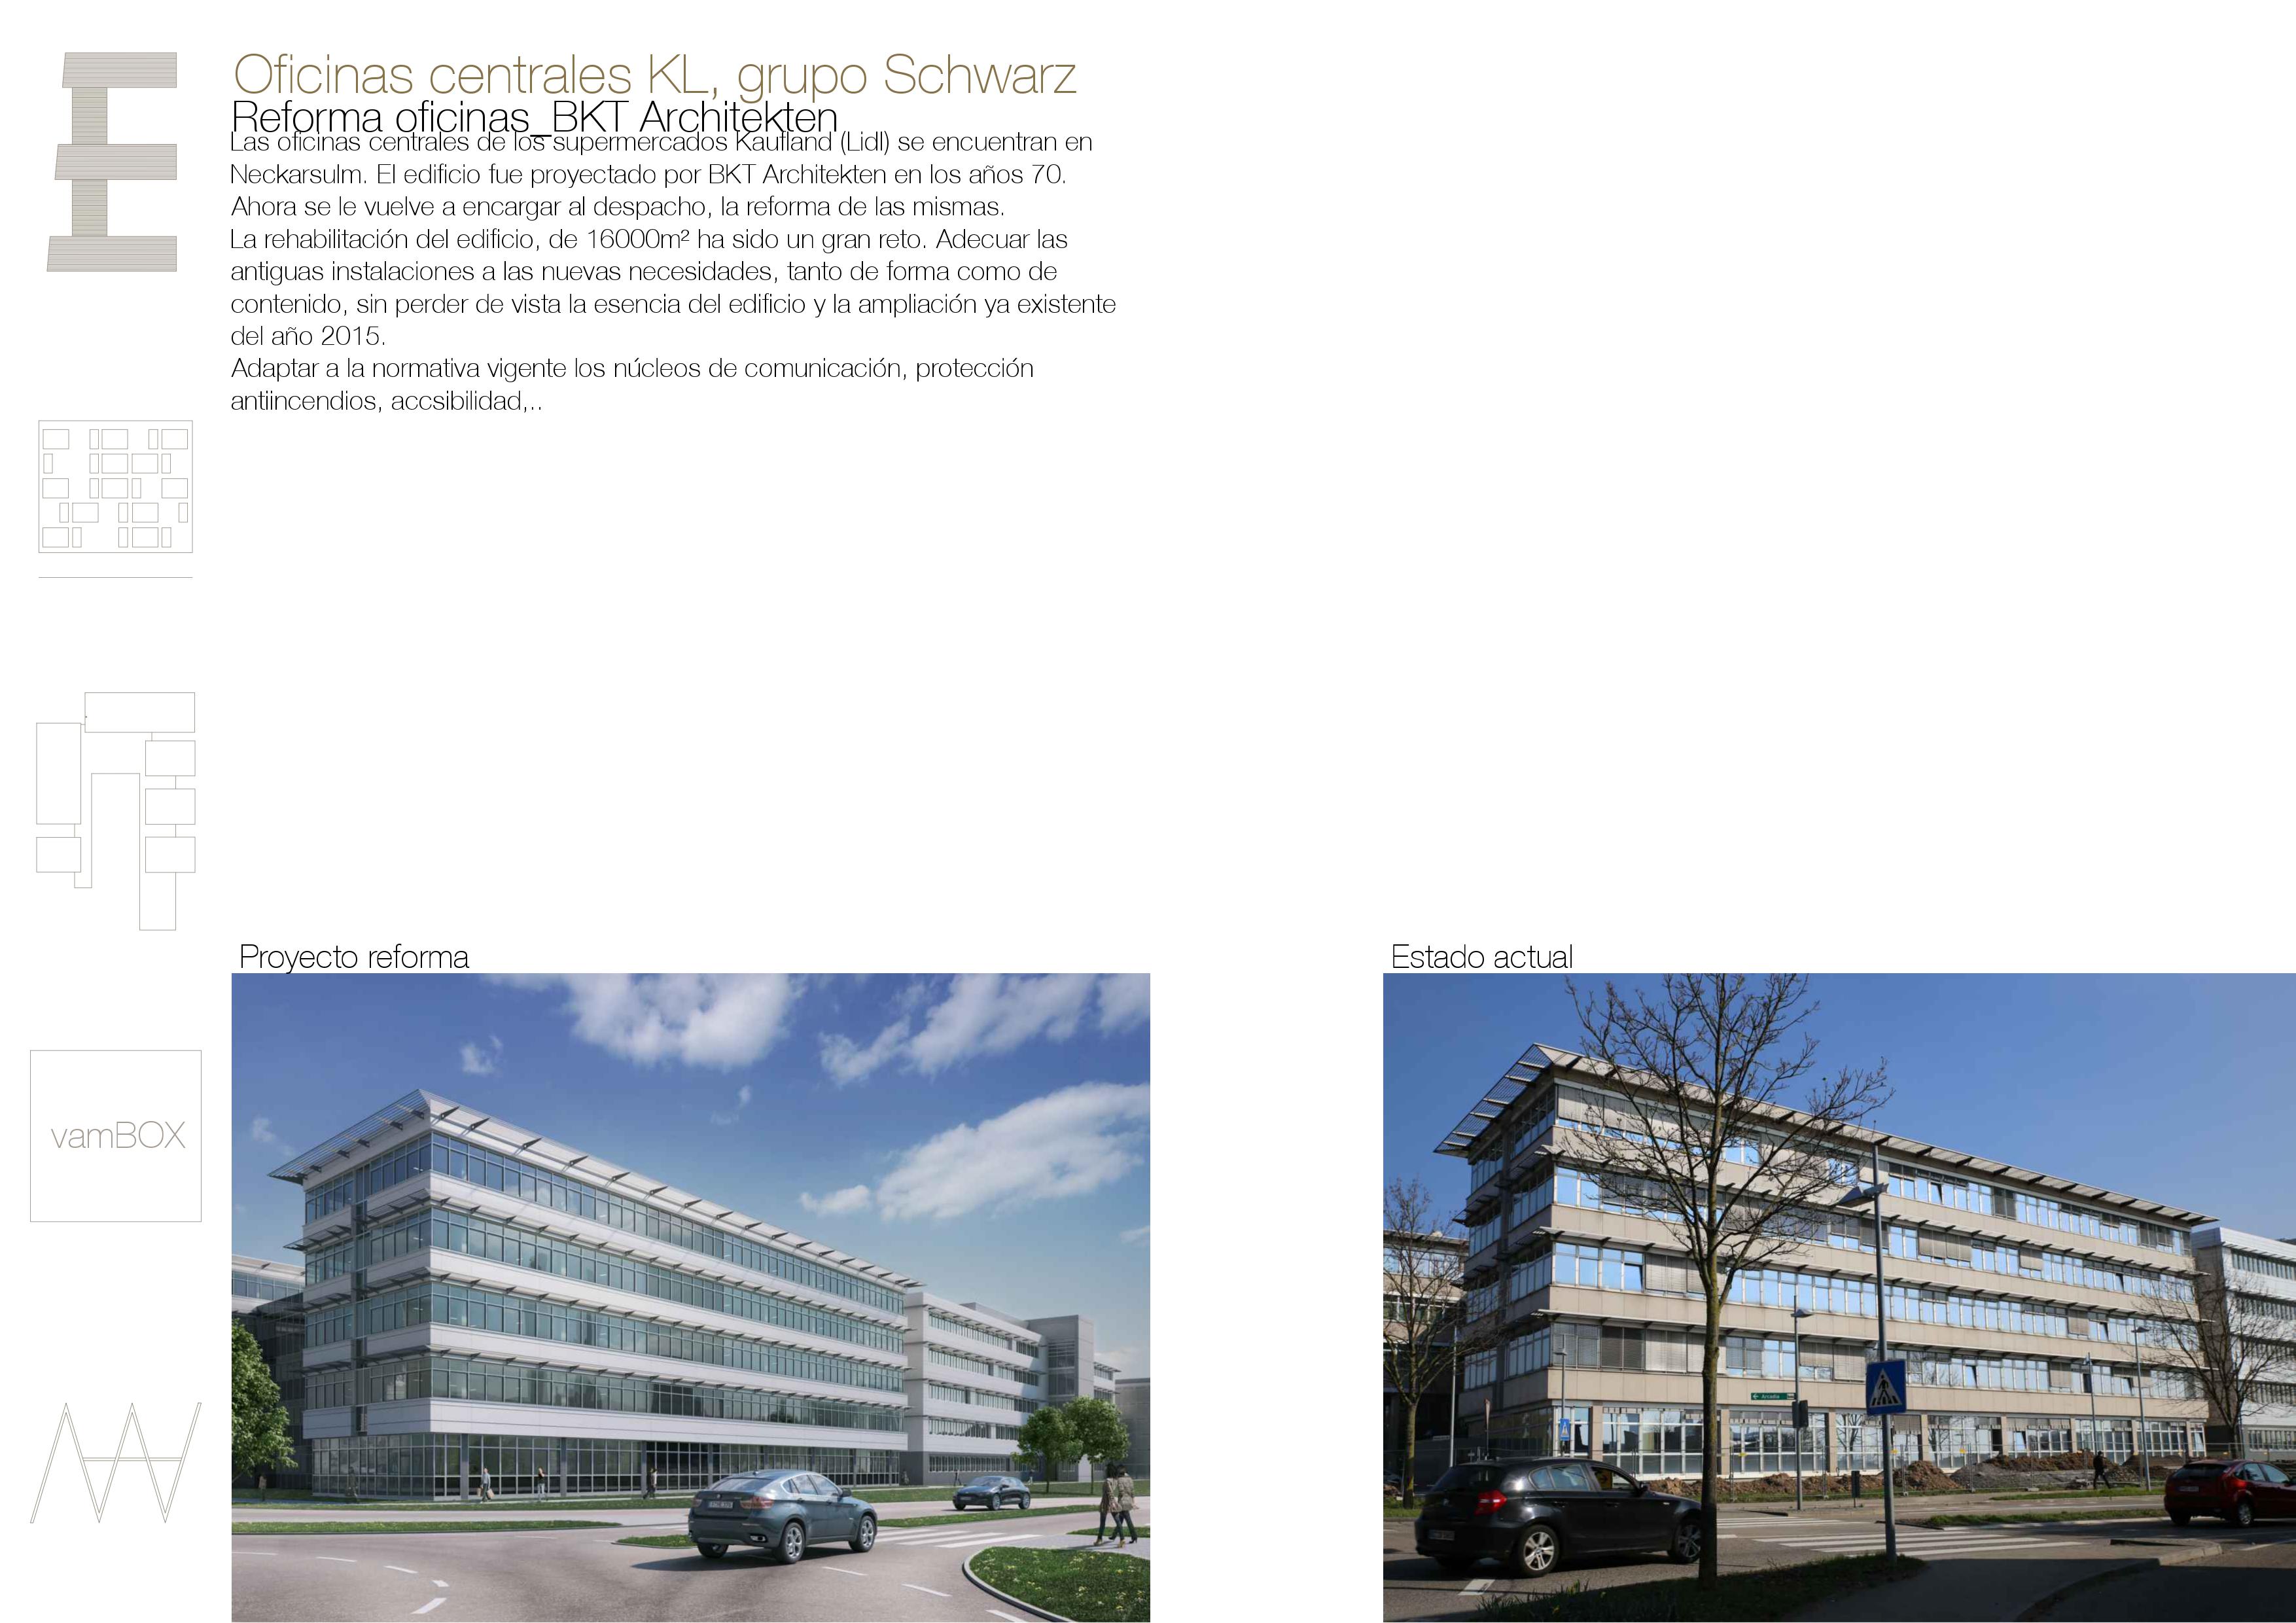 Oficinas centrales KL, grupo Schwarz
Reforma oficinas_BKT Architekten
Las oficinas centrales de los supermercados Kaufland (Lidl) se encuentran en
Neckarsulm. El edificio fue proyectado por BKT Architekten en los años 70.
Ahora se le vuelve a encargar al despacho, la reforma de las mismas.
La rehabilitación del edificio, de 16000m² ha sido un gran reto. Adecuar las
antiguas instalaciones a las nuevas necesidades, tanto de forma como de
contenido, sin perder de vista la esencia del edificio y la ampliación ya existente
del año 2015.
Adaptar a la normativa vigente los núcleos de comunicación, protección
antiincendios, accsibilidad,..
Proyecto reforma
Estado actual
vamBOX